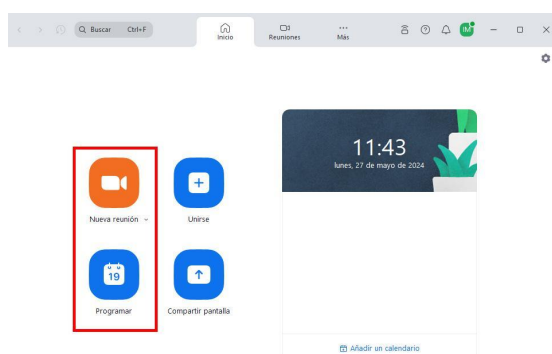 Buscar Ctrl+F
Inicio
Reuniones
Más
IM
11:43
lunes, 27 de mayo de 2024
Nueva reunión
Unirse
19
Programar
Compartir pantalla
Añadir un calendario